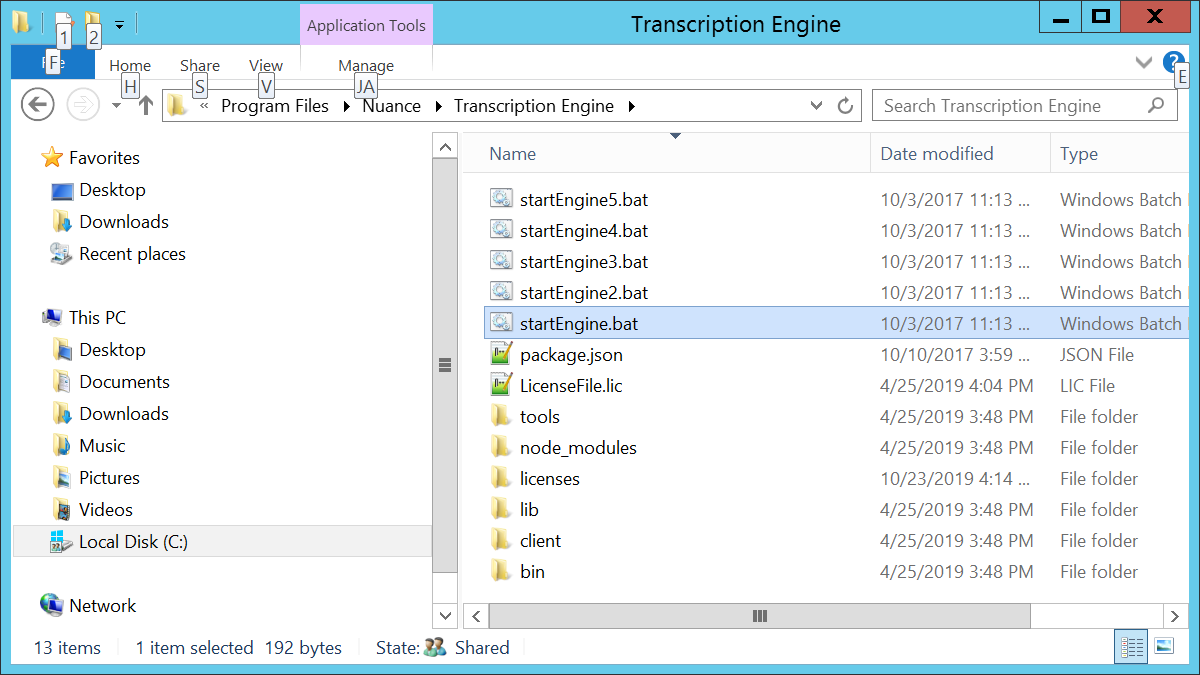 Transcription Engine
Application Tools
1 2
F
Home Share View Manage
H S V JA E
« Program Files Nuance Transcription Engine
Search Transcription Engine
Name Date modified Type
startEngine5.bat 10/3/2017 11:13 ... Windows Batch
startEngine4.bat 10/3/2017 11:13 ... Windows Batch
startEngine3.bat 10/3/2017 11:13 ... Windows Batch
startEngine2.bat 10/3/2017 11:13 ... Windows Batch
startEngine.bat 10/3/2017 11:13 ... Windows Batch
package.json 10/10/2017 3:59 ... JSON File
LicenseFile.lic 4/25/2019 4:04 PM LIC File
tools 4/25/2019 3:48 PM File folder
node_modules 4/25/2019 3:48 PM File folder
licenses 10/23/2019 4:14 ... File folder
lib 4/25/2019 3:48 PM File folder
client 4/25/2019 3:48 PM File folder
bin 4/25/2019 3:48 PM File folder
Favorites
Desktop
Downloads
Recent places
This PC
Desktop
Documents
Downloads
Music
Pictures
Videos
Local Disk (C:)
Network
13 items 1 item selected 192 bytes State: Shared